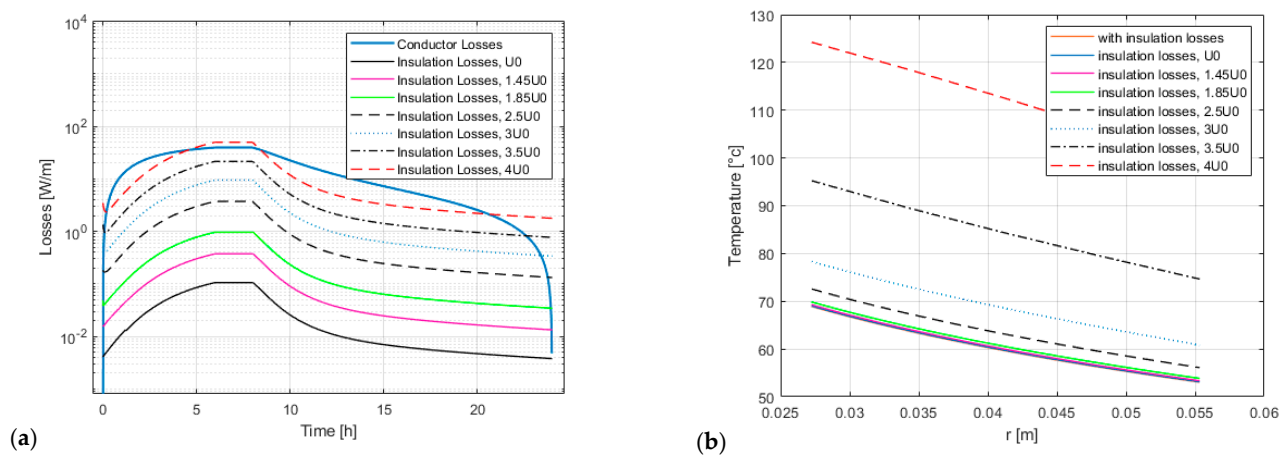 10^4
10^2
10^0
10^-2
Losses [W/m]
Conductor Losses
Insulation Losses, U0
Insulation Losses, 1.45U0
Insulation Losses, 1.85U0
Insulation Losses, 2.5U0
Insulation Losses, 3U0
Insulation Losses, 3.5U0
Insulation Losses, 4U0
0 5 10 15 20
Time [h]
(a)
130
120
110
100
90
80
70
60
50
Temperature [°c]
with insulation losses
insulation losses, U0
insulation losses, 1.45U0
insulation losses, 1.85U0
insulation losses, 2.5U0
insulation losses, 3U0
insulation losses, 3.5U0
insulation losses, 4U0
0.025 0.03 0.035 0.04 0.045 0.05 0.055 0.06
r [m]
(b)